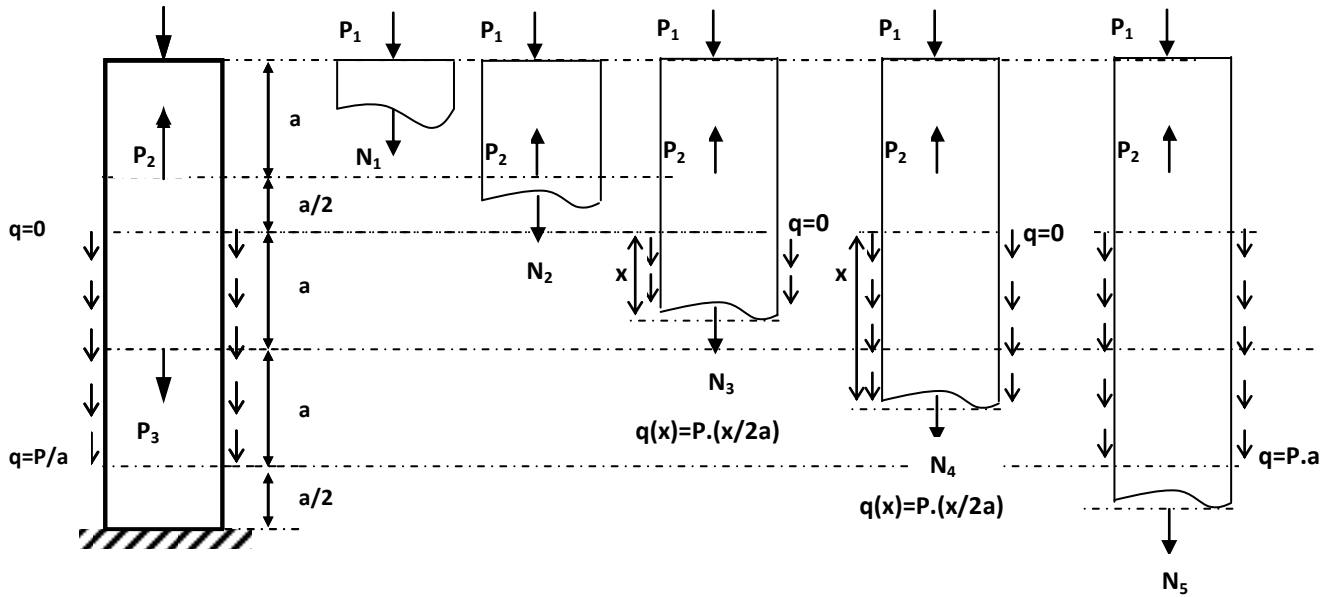 P₁ P₁ P₁ P₁ P₁
a
P₂ N₁ P₂ P₂ P₂ P₂
a/2
q=0 q=0 q=0
N₂ x x
a
N₃
P₃ a q(x)=P.(x/2a)
q=P/a N₄ q=P.a
a/2 q(x)=P.(x/2a)
N₅